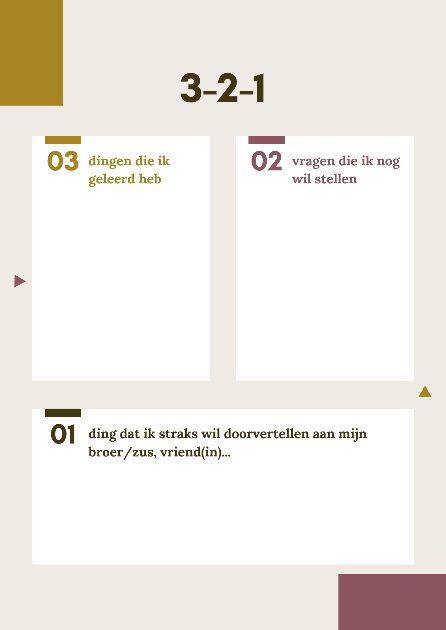 3-2-1
03 dingen die ik
geleerd heb
02 vragen die ik nog
wil stellen
01 ding dat ik straks wil doorvertellen aan mijn
broer/zus, vriend(in)...